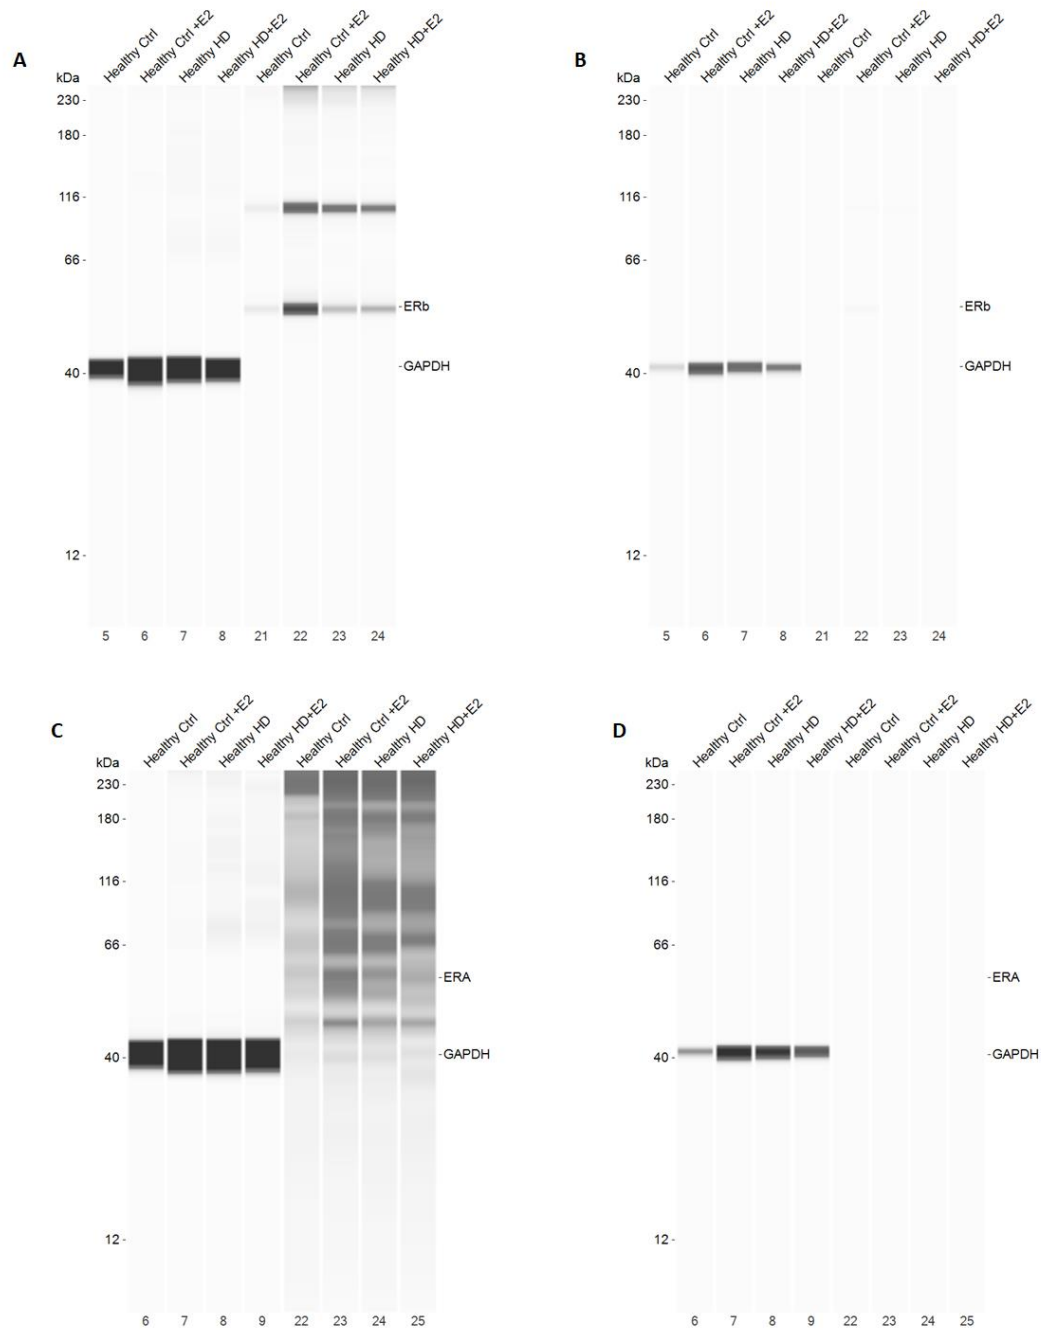 A
Healthy Ctrl
Healthy Ctrl +E2
Healthy HD
Healthy HD+E2
Healthy Ctrl
Healthy Ctrl +E2
Healthy HD
Healthy HD+E2
kDa
230
180
116
66
40
12
ERb
GAPDH
5 6 7 8 21 22 23 24
B
Healthy Ctrl
Healthy Ctrl +E2
Healthy HD
Healthy HD+E2
Healthy Ctrl
Healthy Ctrl +E2
Healthy HD
Healthy HD+E2
kDa
230
180
116
66
40
12
ERb
GAPDH
5 6 7 8 21 22 23 24
C
Healthy Ctrl
Healthy Ctrl +E2
Healthy HD
Healthy HD+E2
Healthy Ctrl
Healthy Ctrl +E2
Healthy HD
Healthy HD+E2
kDa
230
180
116
66
40
12
ERA
GAPDH
6 7 8 9 22 23 24 25
D
Healthy Ctrl
Healthy Ctrl +E2
Healthy HD
Healthy HD+E2
Healthy Ctrl
Healthy Ctrl +E2
Healthy HD
Healthy HD+E2
kDa
230
180
116
66
40
12
ERA
GAPDH
6 7 8 9 22 23 24 25